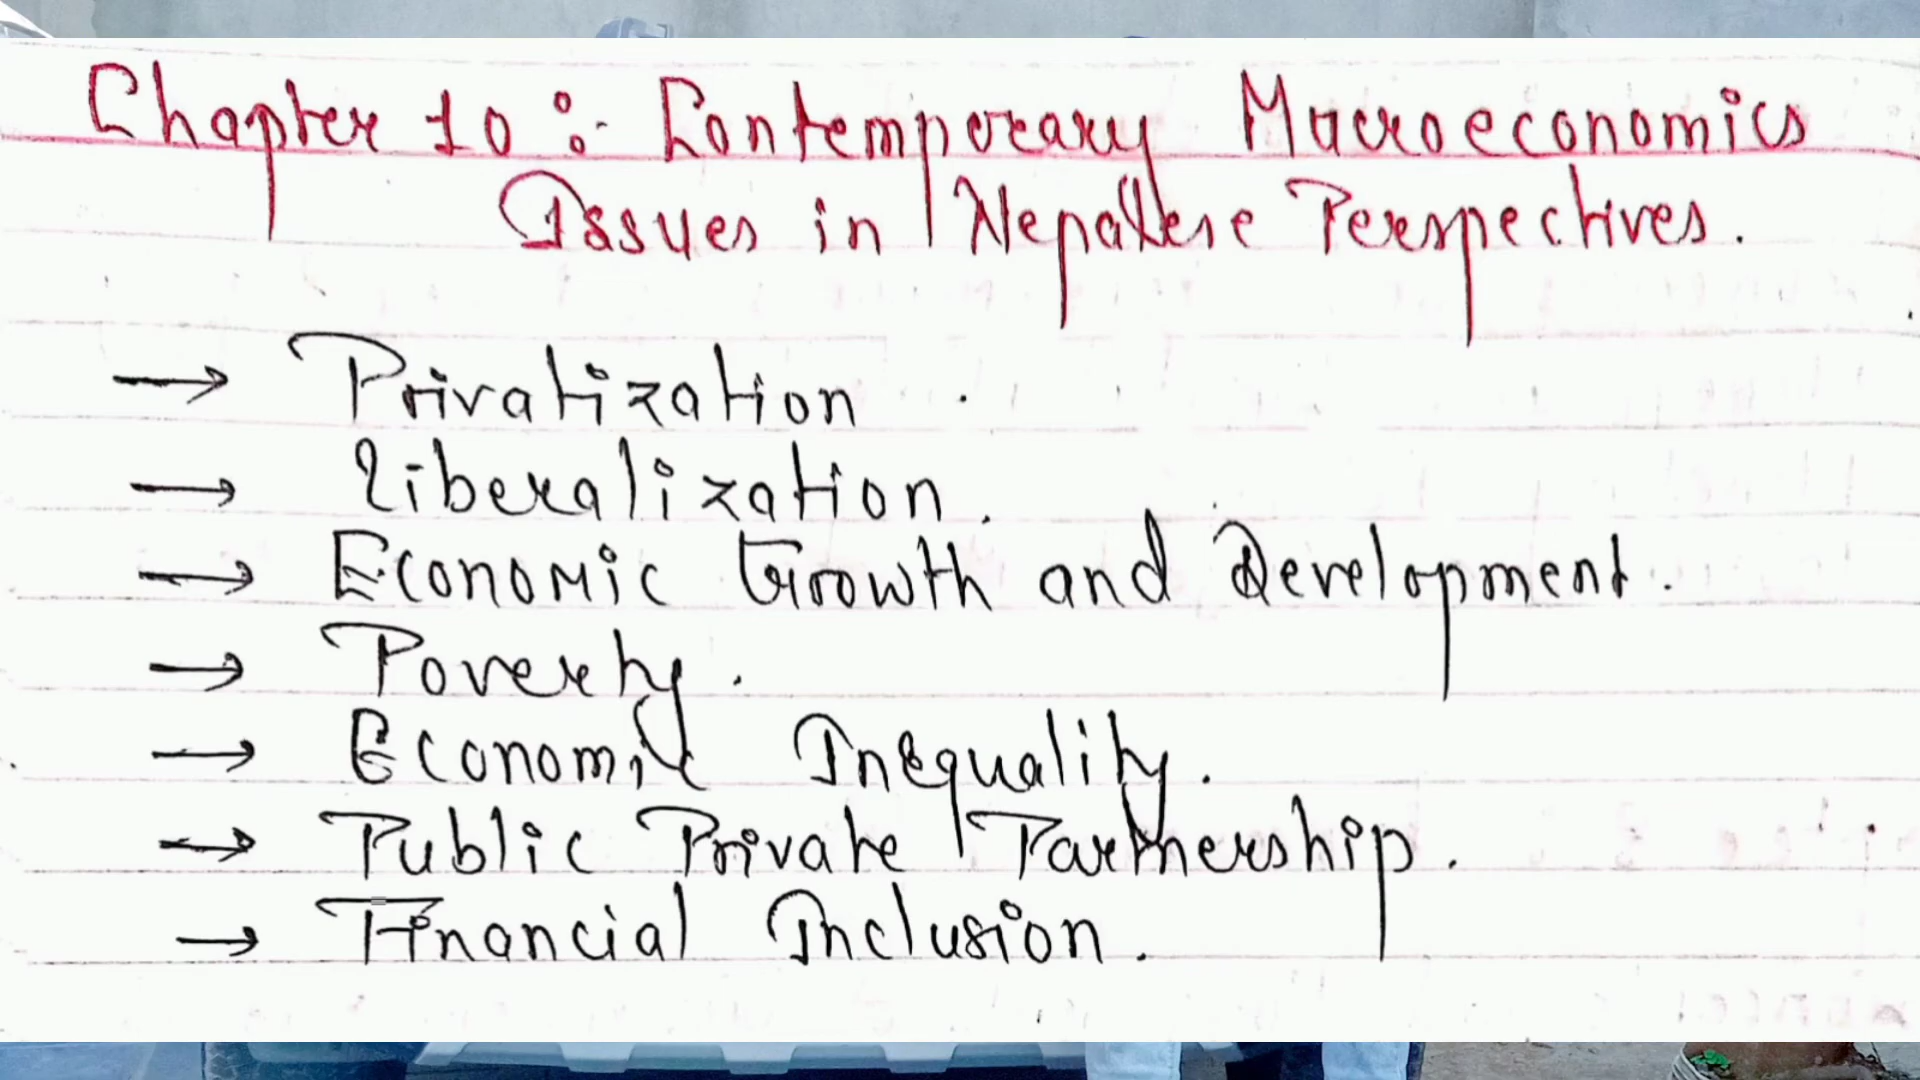 Chapter 10 :- Contemporary Macroeconomics
Issues in Nepalese Perspectives.
→ Privatization
→ Liberalization.
→ Economic Growth and Development.
→ Poverty.
→ Economic Inequality.
→ Public Private Partnership.
→ Financial Inclusion.